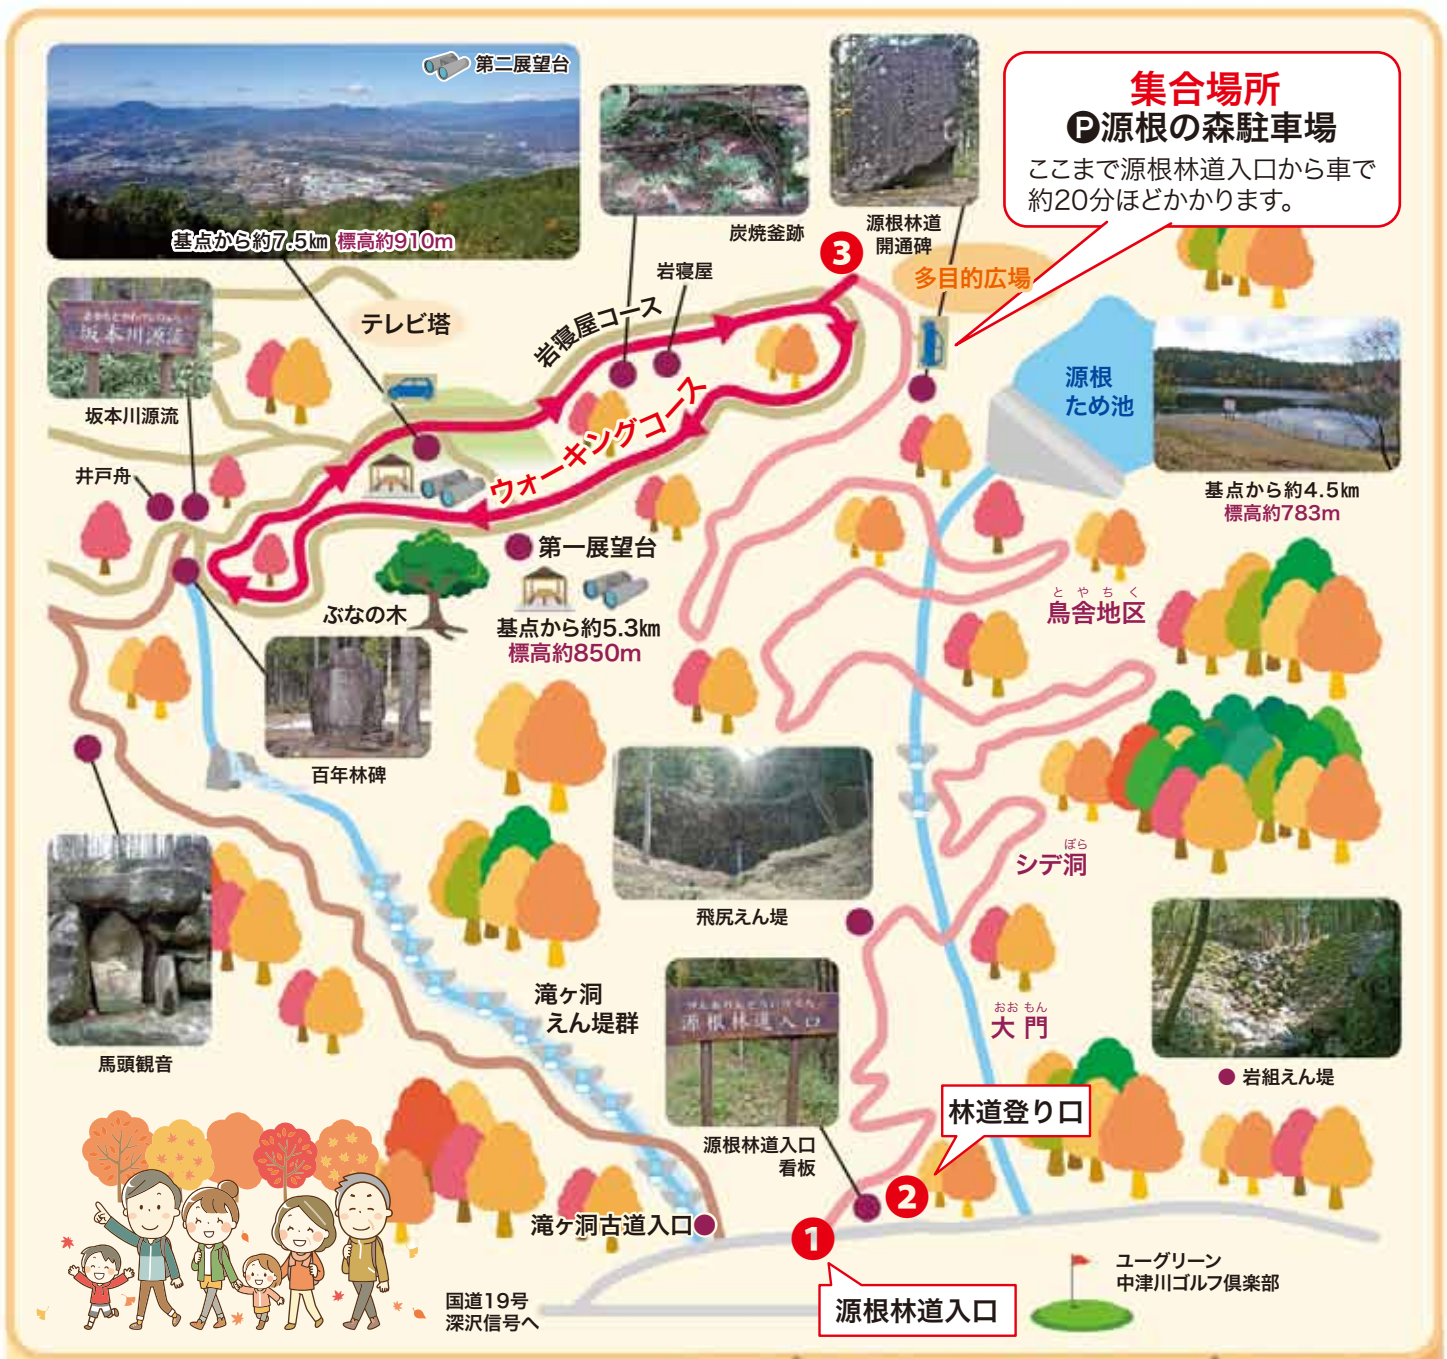 第二展望台
基点から約7.5㎞ 標高約910m
炭焼釜跡
源根林道
開通碑
集合場所
P源根の森駐車場
ここまで源根林道入口から車で
約20分ほどかかります。
3
多目的広場
岩寝屋
岩寝屋コース
テレビ塔
坂本川源流
坂本川源流
井戸舟
ウォーキングコース
源根
ため池
基点から約4.5㎞
標高約783m
第一展望台
基点から約5.3㎞
標高約850m
ぶなの木
とやちく
鳥舎地区
百年林碑
飛尻えん堤
ぼら
シデ洞
馬頭観音
滝ヶ洞
えん堤群
源根林道入口
源根林道入口
看板
おおもん
大門
岩組えん堤
林道登り口
2
滝ヶ洞古道入口
1
源根林道入口
国道19号
深沢信号へ
ユーグリーン
中津川ゴルフ倶楽部